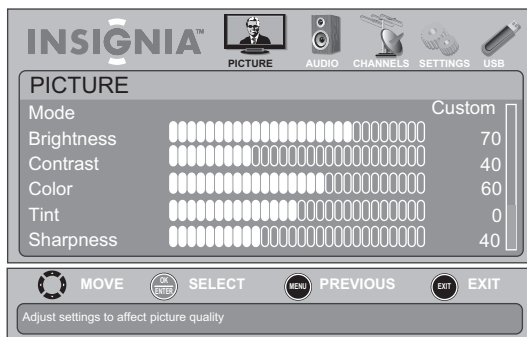 INSIGNIA™
PICTURE AUDIO CHANNELS SETTINGS USB
PICTURE
Mode Custom
Brightness 70
Contrast 40
Color 60
Tint 0
Sharpness 40
MOVE OK ENTER SELECT MENU PREVIOUS EXIT EXIT
Adjust settings to affect picture quality